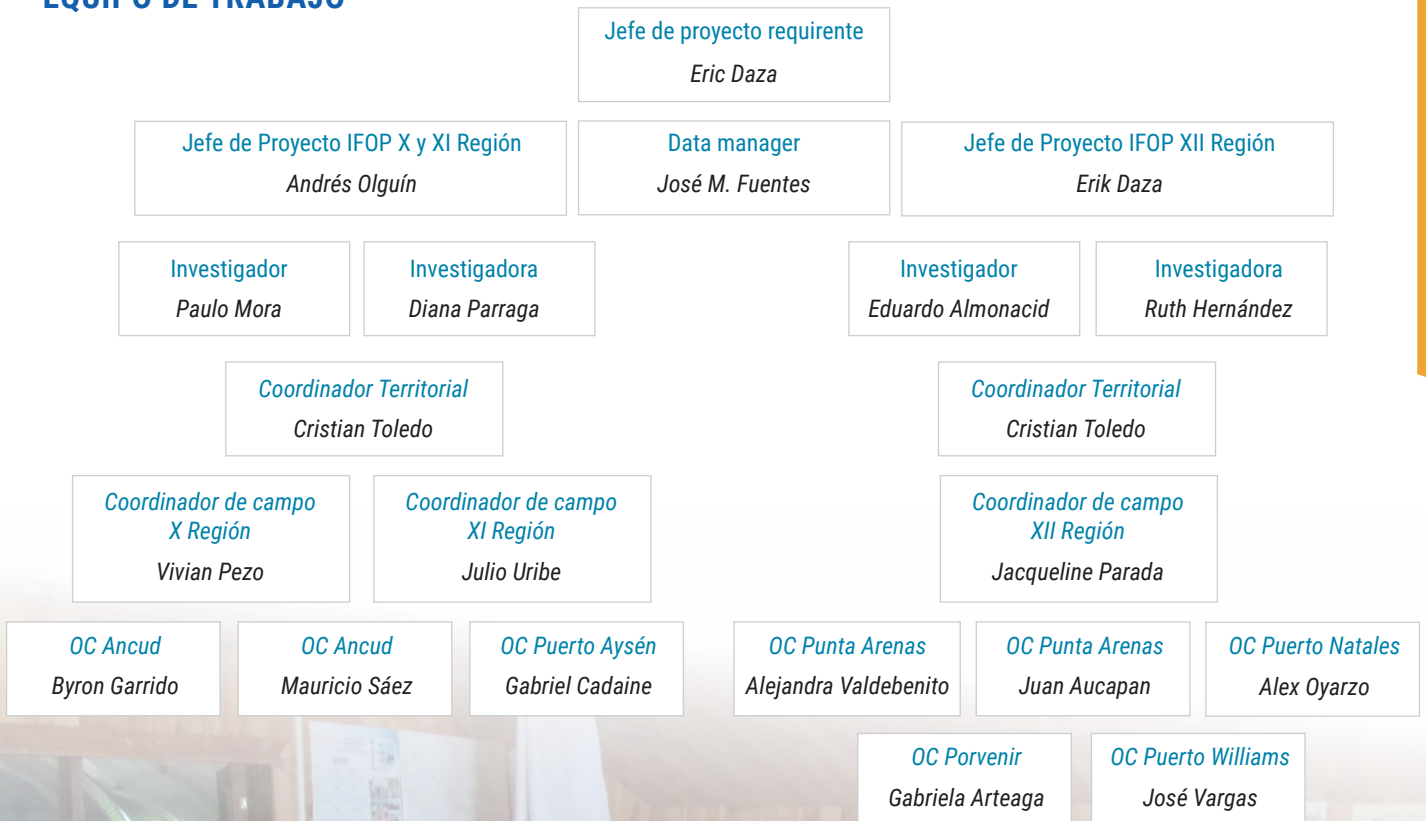 EQUIPO DE TRABAJO
Jefe de proyecto requirente
Eric Daza
Jefe de Proyecto IFOP X y XI Región
Andrés Olguín
Data manager
José M. Fuentes
Jefe de Proyecto IFOP XII Región
Erik Daza
Investigador
Paulo Mora
Investigadora
Diana Parraga
Investigador
Eduardo Almonacid
Investigadora
Ruth Hernández
Coordinador Territorial
Cristian Toledo
Coordinador Territorial
Cristian Toledo
Coordinador de campo
X Región
Vivian Pezo
Coordinador de campo
XI Región
Julio Uribe
Coordinador de campo
XII Región
Jacqueline Parada
OC Ancud
Byron Garrido
OC Ancud
Mauricio Sáez
OC Puerto Aysén
Gabriel Cadaine
OC Punta Arenas
Alejandra Valdebenito
OC Punta Arenas
Juan Aucapan
OC Puerto Natales
Alex Oyarzo
OC Porvenir
Gabriela Arteaga
OC Puerto Williams
José Vargas